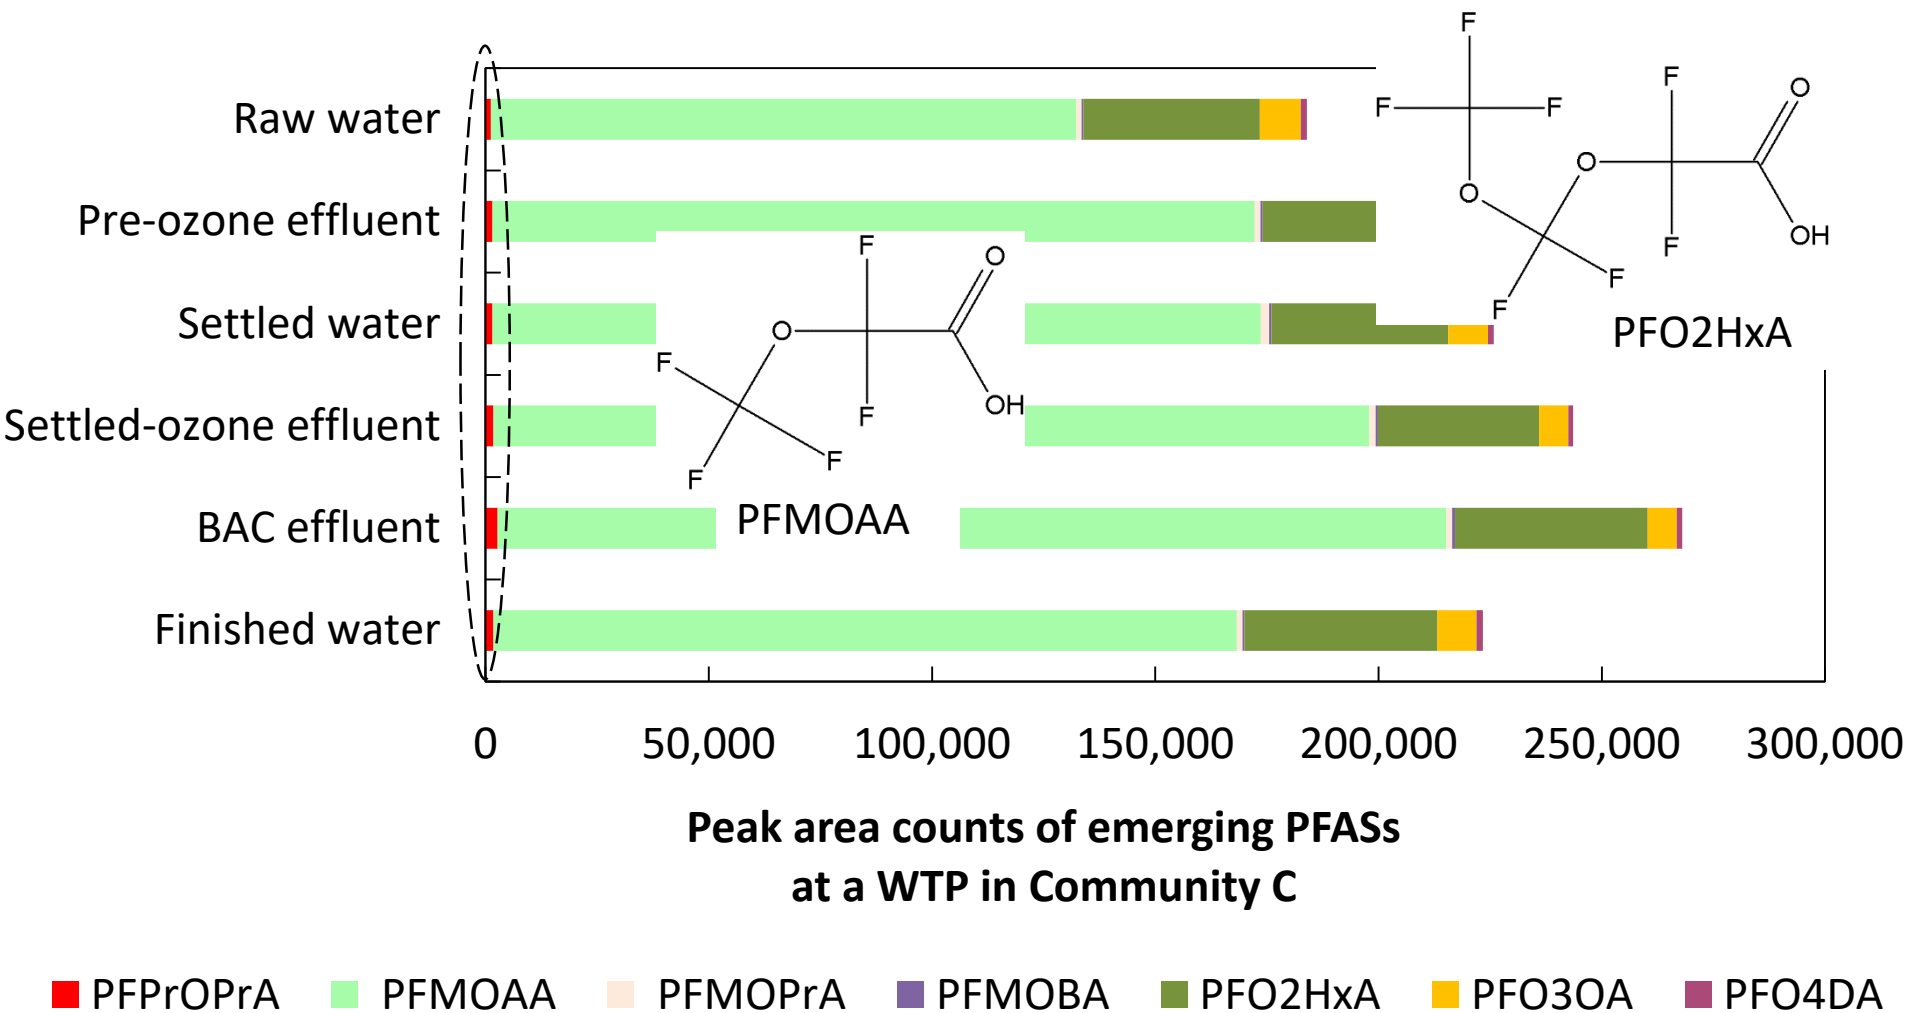 Raw water
Pre-ozone effluent
Settled water
Settled-ozone effluent
BAC effluent
Finished water
F
F
F
O
F
F
O
O
F
F
OH
F
F
PFO2HxA
F
O
O
F
F
OH
F
F
PFMOAA
0 50,000 100,000 150,000 200,000 250,000 300,000
Peak area counts of emerging PFASs
at a WTP in Community C
PFPrOPrA PFMOAA PFMOPrA PFMOBA PFO2HxA PFO3OA PFO4DA